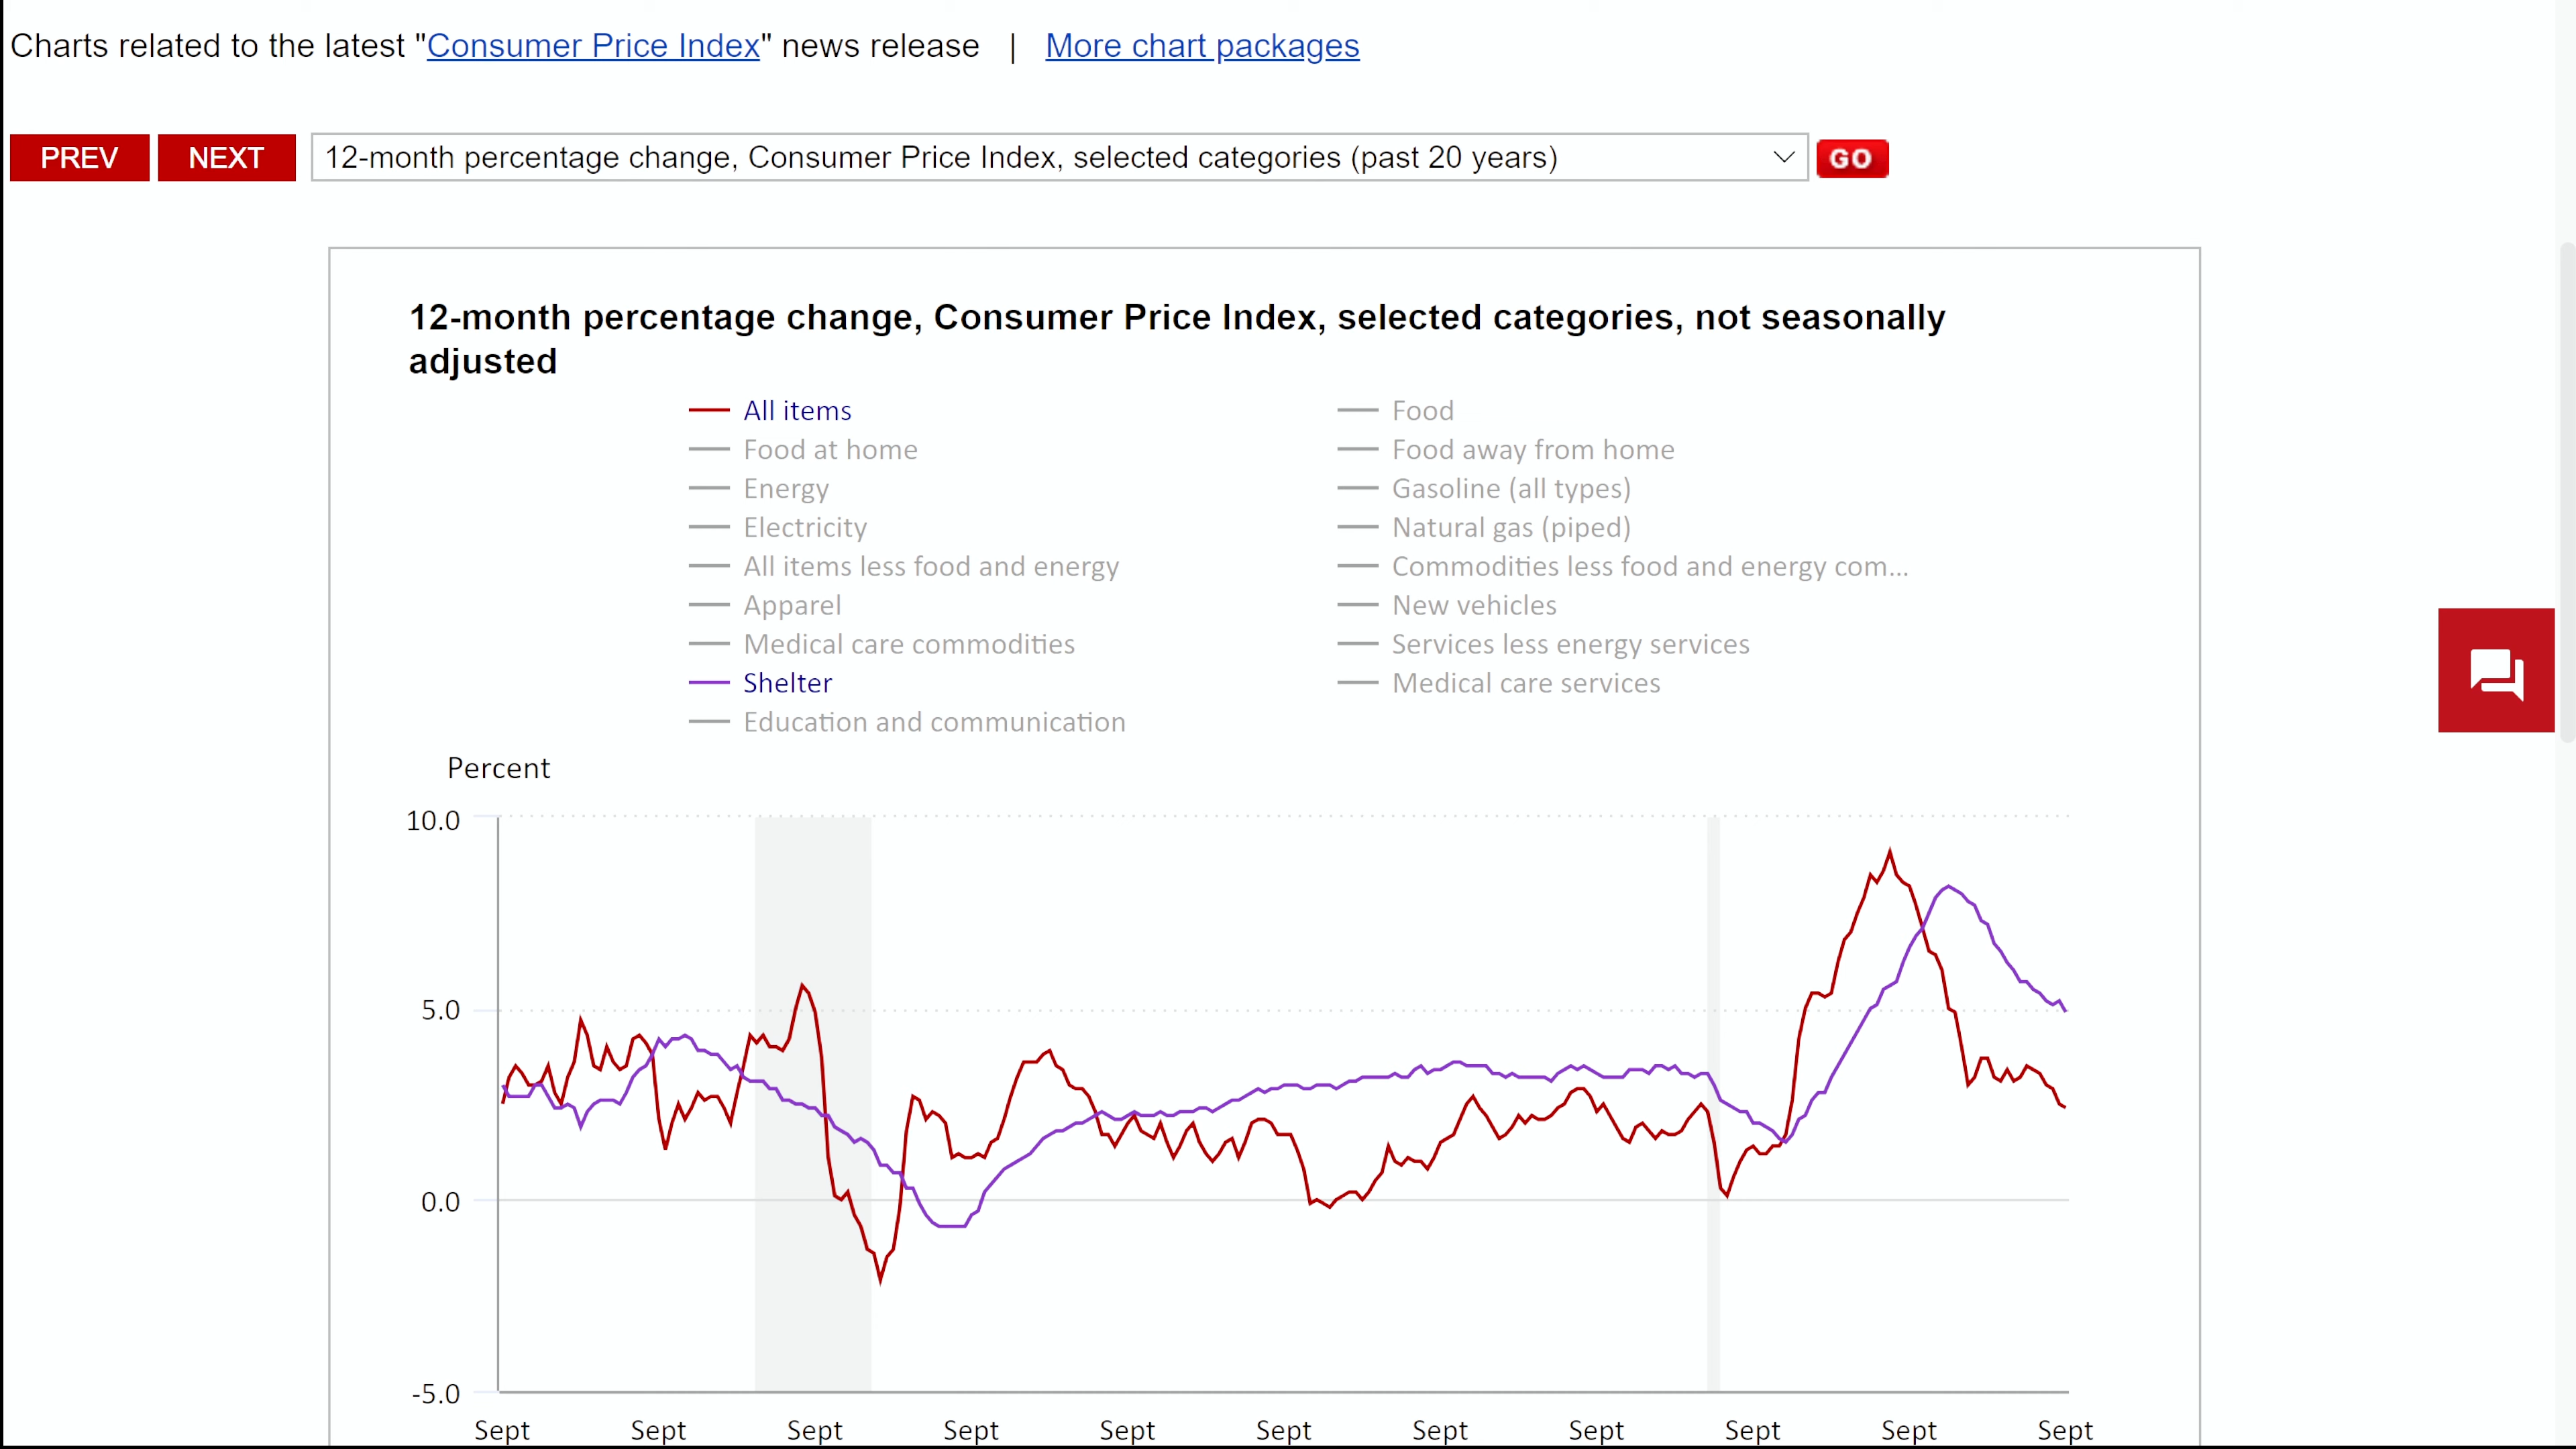 Charts related to the latest "Consumer Price Index" news release | More chart packages
PREV NEXT 12-month percentage change, Consumer Price Index, selected categories (past 20 years) GO
12-month percentage change, Consumer Price Index, selected categories, not seasonally
adjusted
All items Food
Food at home Food away from home
Energy Gasoline (all types)
Electricity Natural gas (piped)
All items less food and energy Commodities less food and energy com...
Apparel New vehicles
Medical care commodities Services less energy services
Shelter Medical care services
Education and communication
Percent
10.0
5.0
0.0
-5.0
Sept Sept Sept Sept Sept Sept Sept Sept Sept Sept Sept